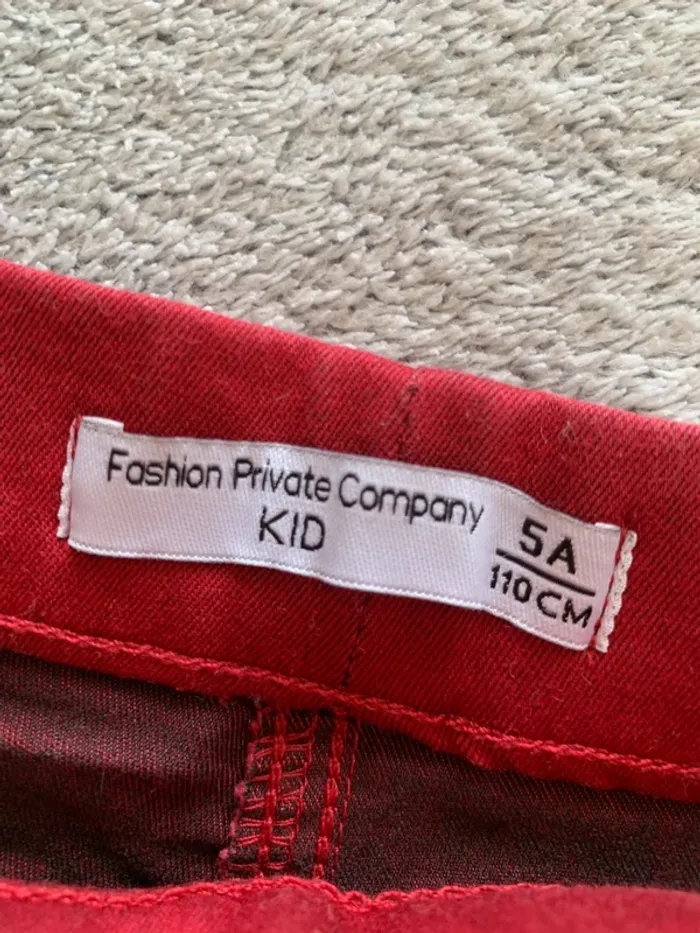 Fashion Private Company
KID
5A
110 CM